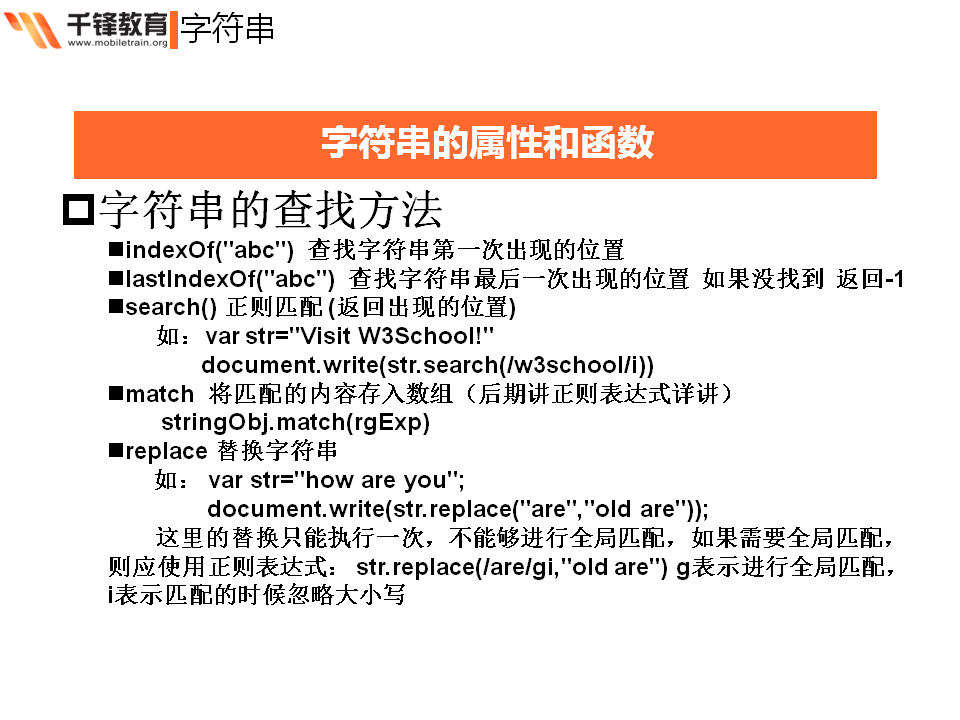 千锋教育
www.mobiletrain.org
字符串
字符串的属性和函数
字符串的查找方法
indexOf("abc") 查找字符串第一次出现的位置
lastIndexOf("abc") 查找字符串最后一次出现的位置 如果没找到 返回-1
search() 正则匹配(返回出现的位置)
如：var str="Visit W3School!"
document.write(str.search(/w3school/i))
match 将匹配的内容存入数组（后期讲正则表达式详讲）
stringObj.match(rgExp)
replace 替换字符串
如： var str="how are you";
document.write(str.replace("are","old are"));
这里的替换只能执行一次，不能够进行全局匹配，如果需要全局匹配，
则应使用正则表达式： str.replace(/are/gi,"old are") g表示进行全局匹配，
i表示匹配的时候忽略大小写